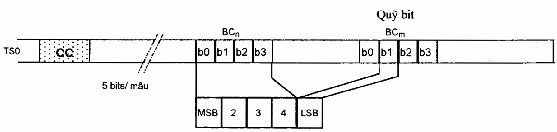 Quỹ bit
BCn BCm
TS0 CC b0 b1 b2 b3 b0 b1 b2 b3
5 bits/ mẫu
MSB 2 3 4 LSB